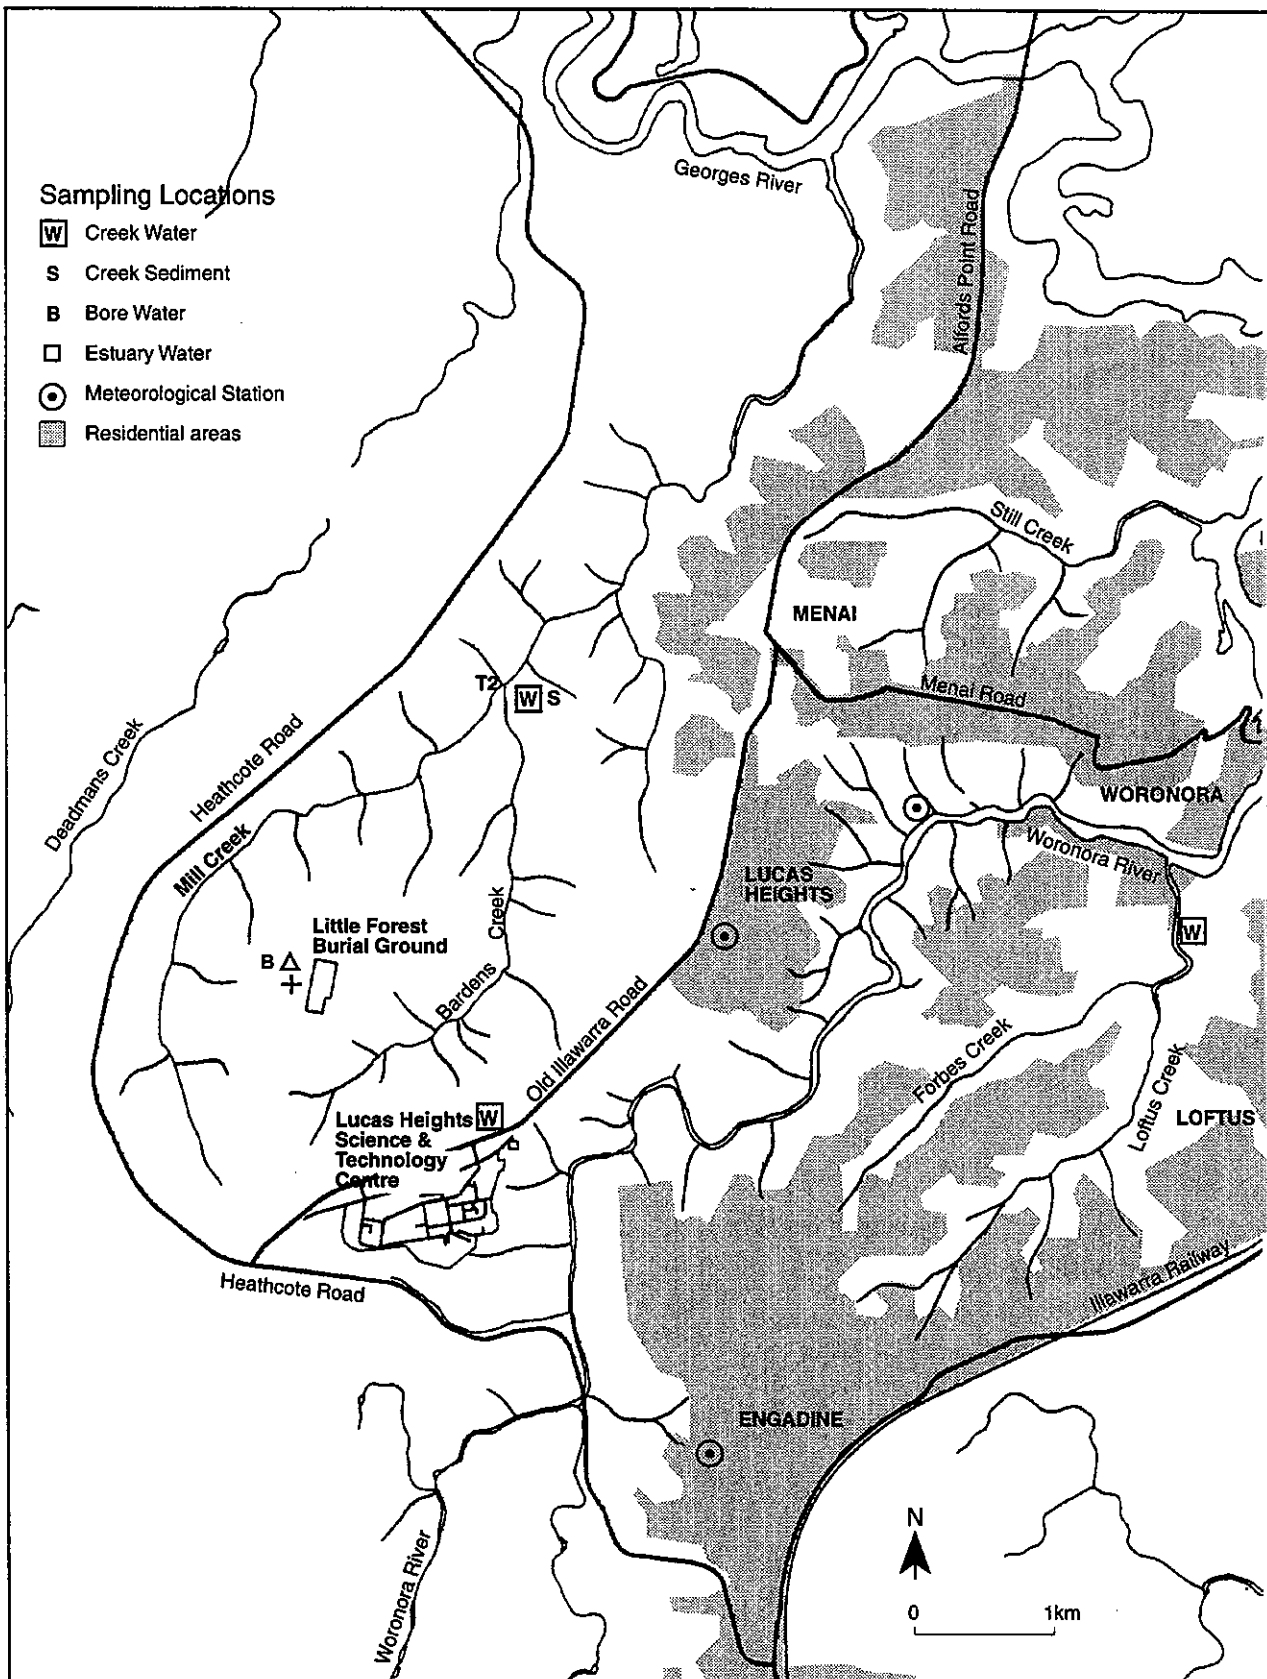 Georges River
Alfords Point Road
Sampling Locations
W Creek Water
S Creek Sediment
B Bore Water
Estuary Water
Meteorological Station
Residential areas
Still Creek
MENAI
T2
W S
Menai Road
Deadmans Creek
Heathcote Road
Mill Creek
WORONORA
Woronora River
LUCAS
HEIGHTS
W
Little Forest
Burial Ground
B
Bardens Creek
Old Illawarra Road
Forbes Creek
Loftus Creek
LOFTUS
Lucas Heights W
Science &
Technology
Centre
Heathcote Road
Illawarra Railway
ENGADINE
Woronora River
N
0 1km